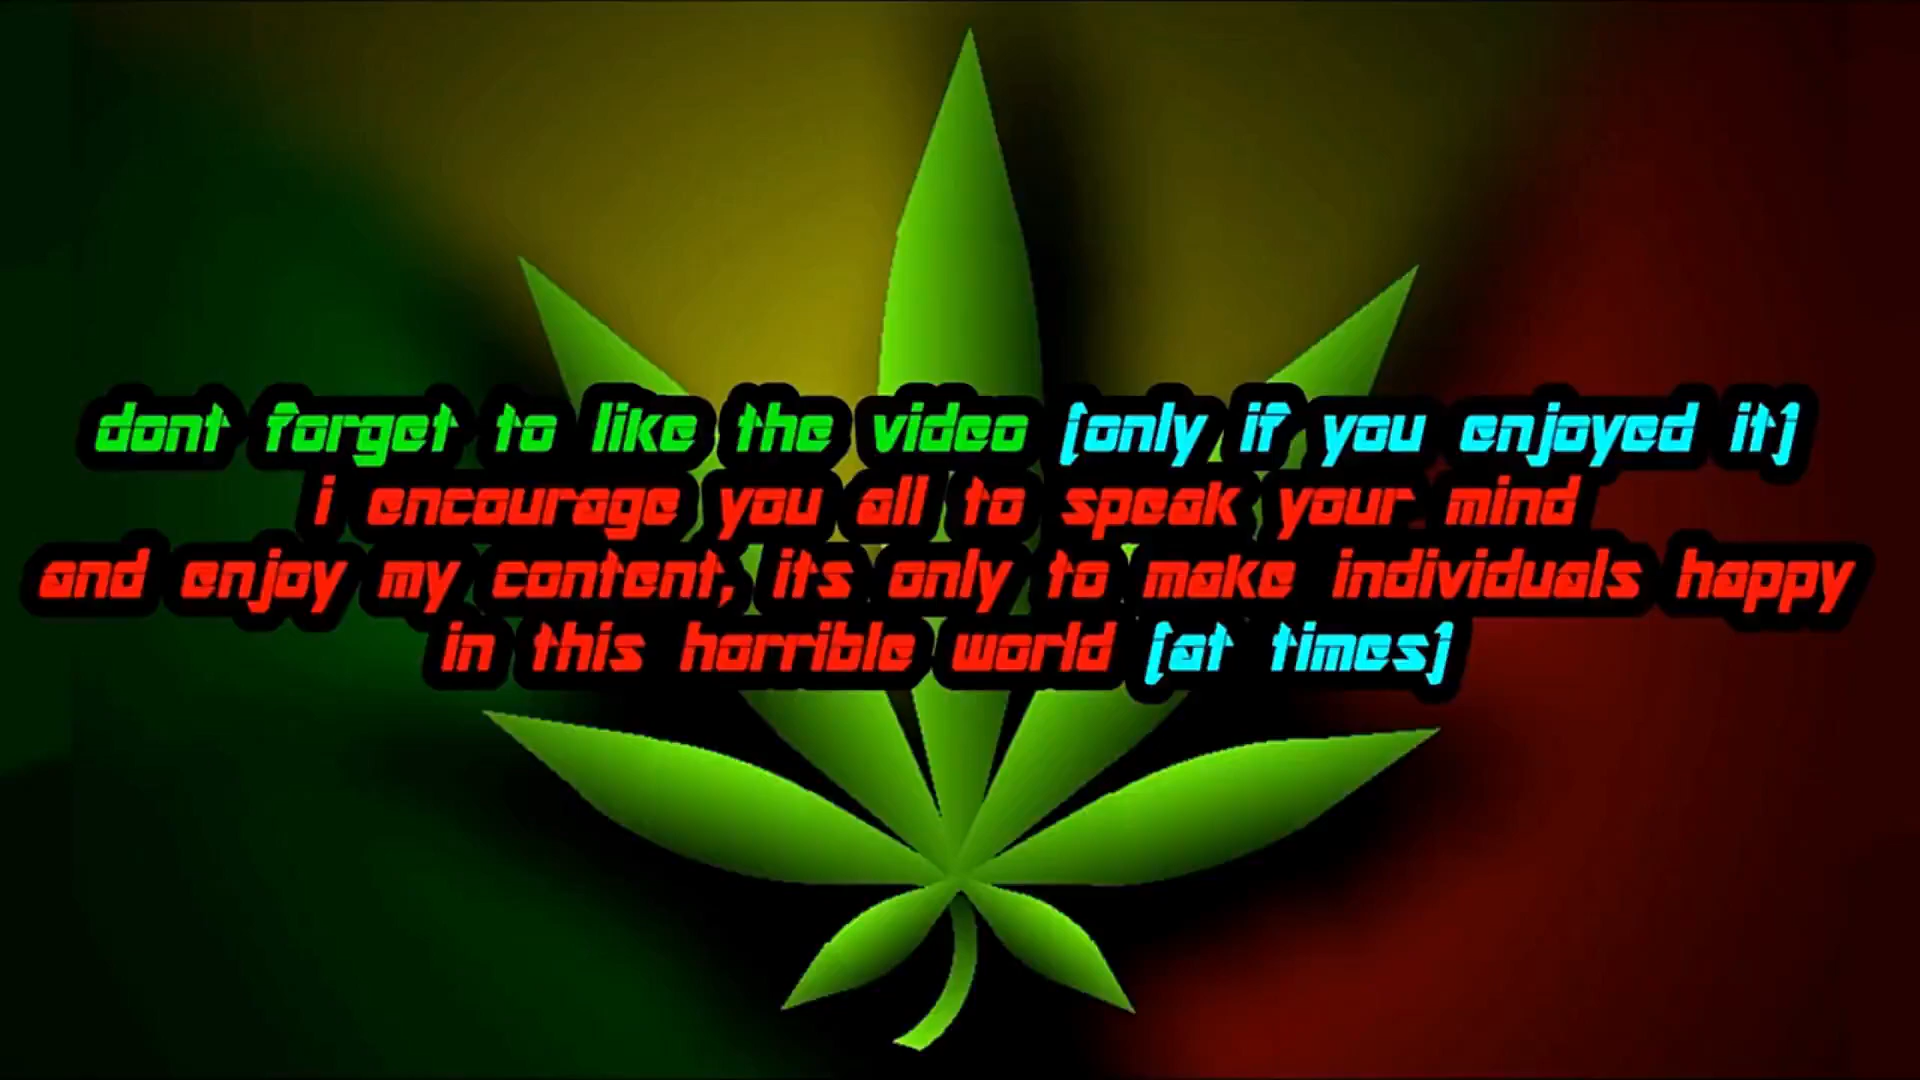 dont forget to like the video (only if you enjoyed it)
i encourage you all to speak your mind
and enjoy my content, its only to make individuals happy
in this horrible world (at times)